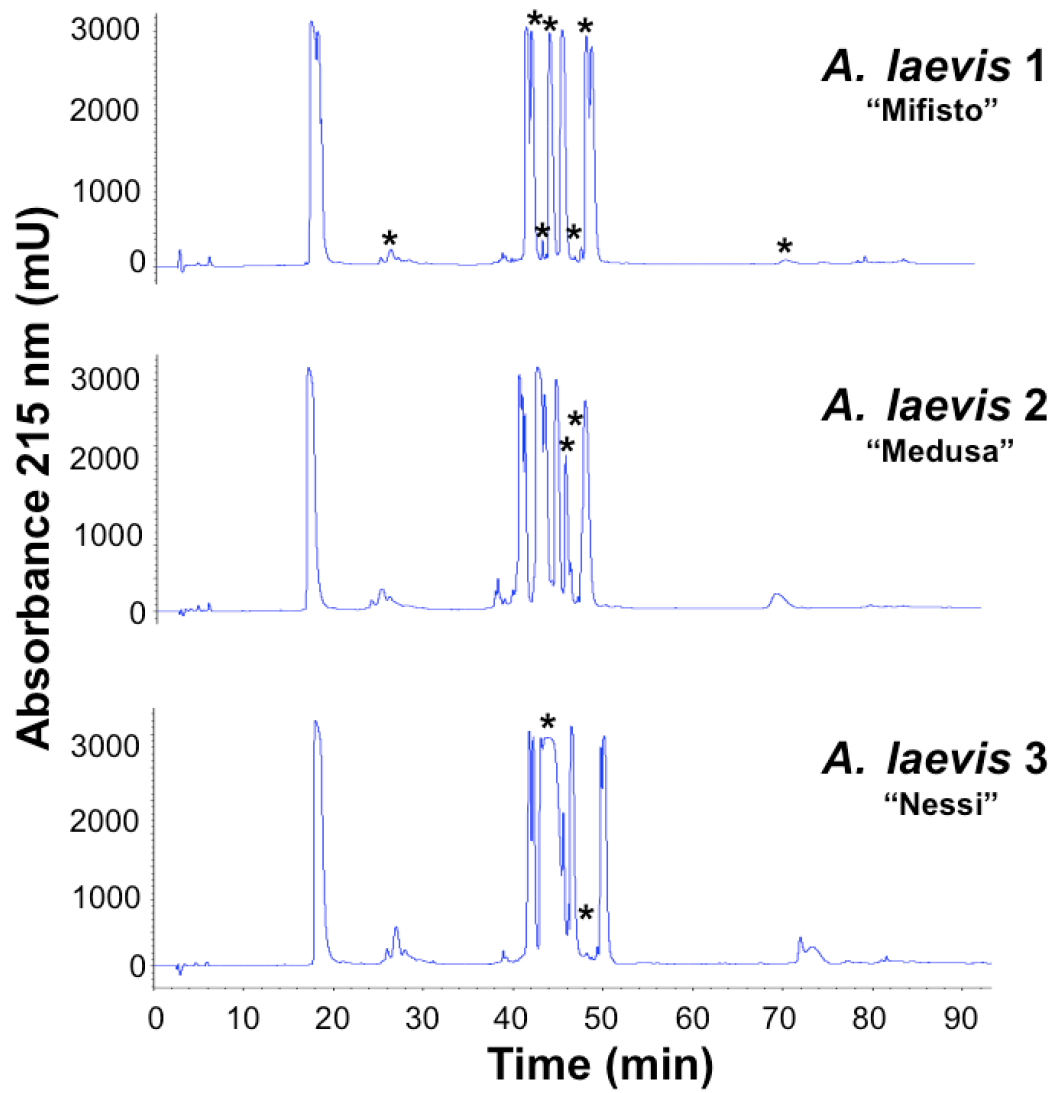 Absorbance 215 nm (mU)
3000
2000
1000
0
* * * * * * * *
A. laevis 1
“Mifisto”
3000
2000
1000
0
* *
A. laevis 2
“Medusa”
3000
2000
1000
0
* *
A. laevis 3
“Nessi”
0 10 20 30 40 50 60 70 80 90
Time (min)